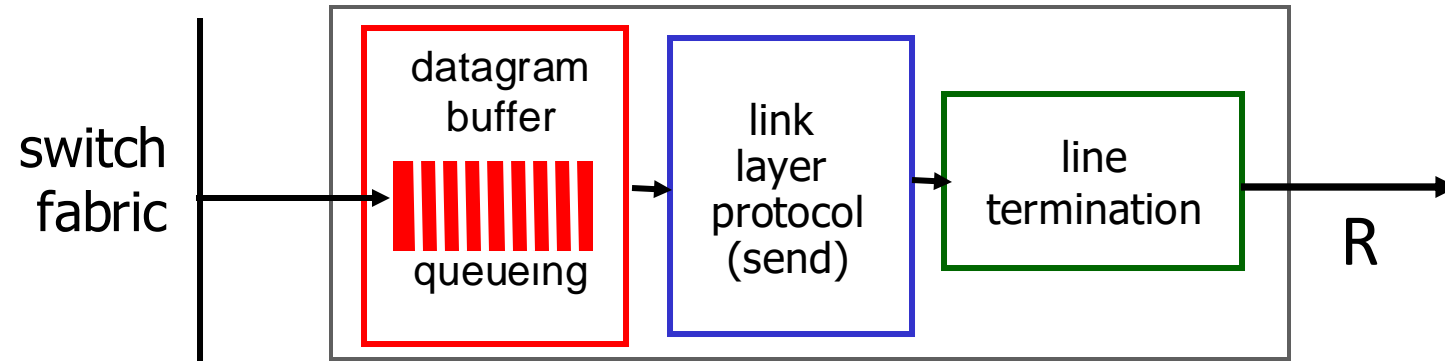 switch
fabric
datagram
buffer
queueing
link
layer
protocol
(send)
line
termination
R